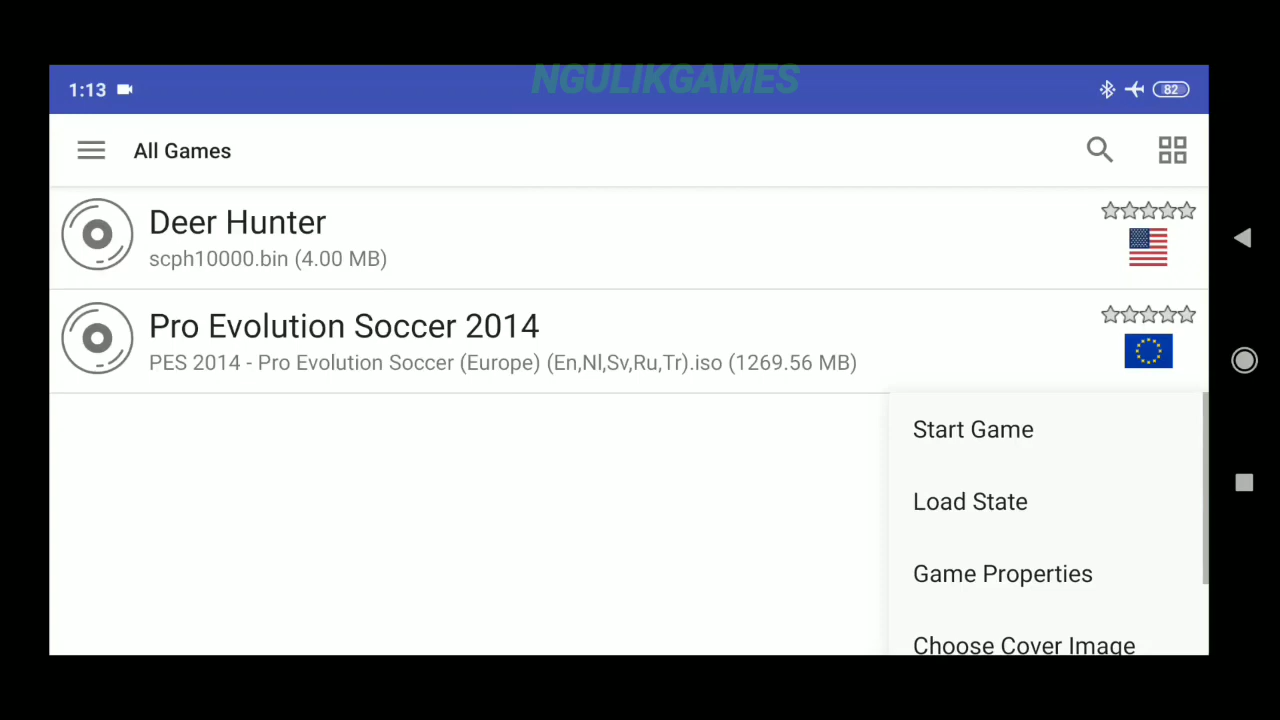 NGULIKGAMES
1:13
82
All Games
Deer Hunter
scph10000.bin (4.00 MB)
Pro Evolution Soccer 2014
PES 2014 - Pro Evolution Soccer (Europe) (En,Nl,Sv,Ru,Tr).iso (1269.56 MB)
Start Game
Load State
Game Properties
Choose Cover Image